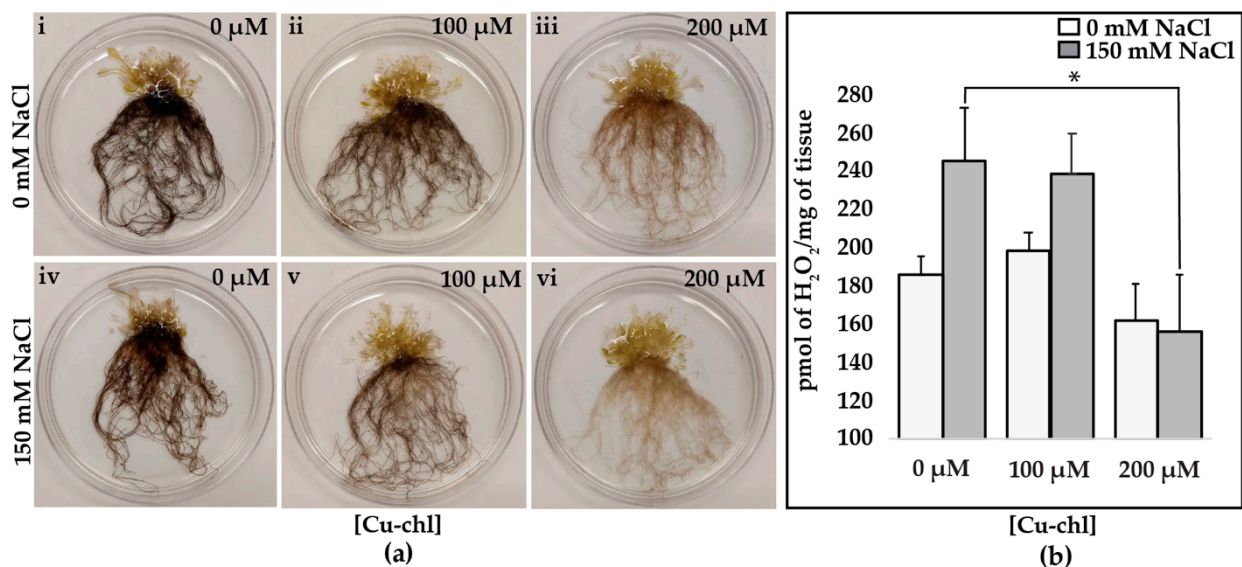 i 0 μM
ii 100 μM
iii 200 μM
0 mM NaCl
iv 0 μM
v 100 μM
vi 200 μM
150 mM NaCl
[Cu-chl]
(a)
0 mM NaCl
150 mM NaCl
*
pmol of H₂O₂/mg of tissue
280
260
240
220
200
180
160
140
120
100
0 μM 100 μM 200 μM
[Cu-chl]
(b)